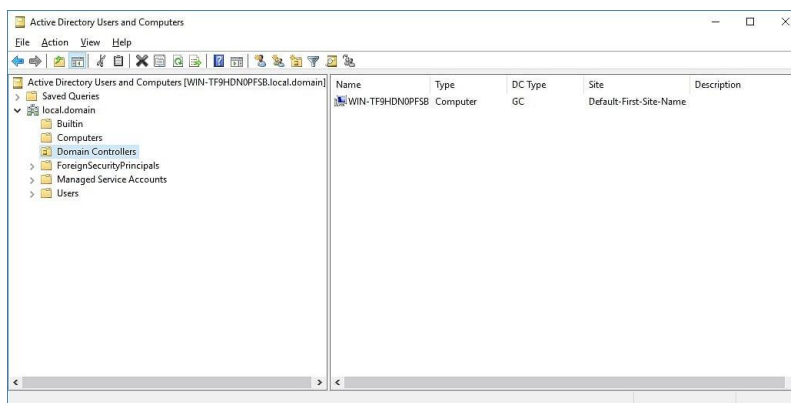 Active Directory Users and Computers
File Action View Help
Active Directory Users and Computers [WIN-TF9HDN0PFSB.local.domain]
Saved Queries
local.domain
Builtin
Computers
Domain Controllers
ForeignSecurityPrincipals
Managed Service Accounts
Users
Name Type DC Type Site Description
WIN-TF9HDN0PFSB Computer GC Default-First-Site-Name